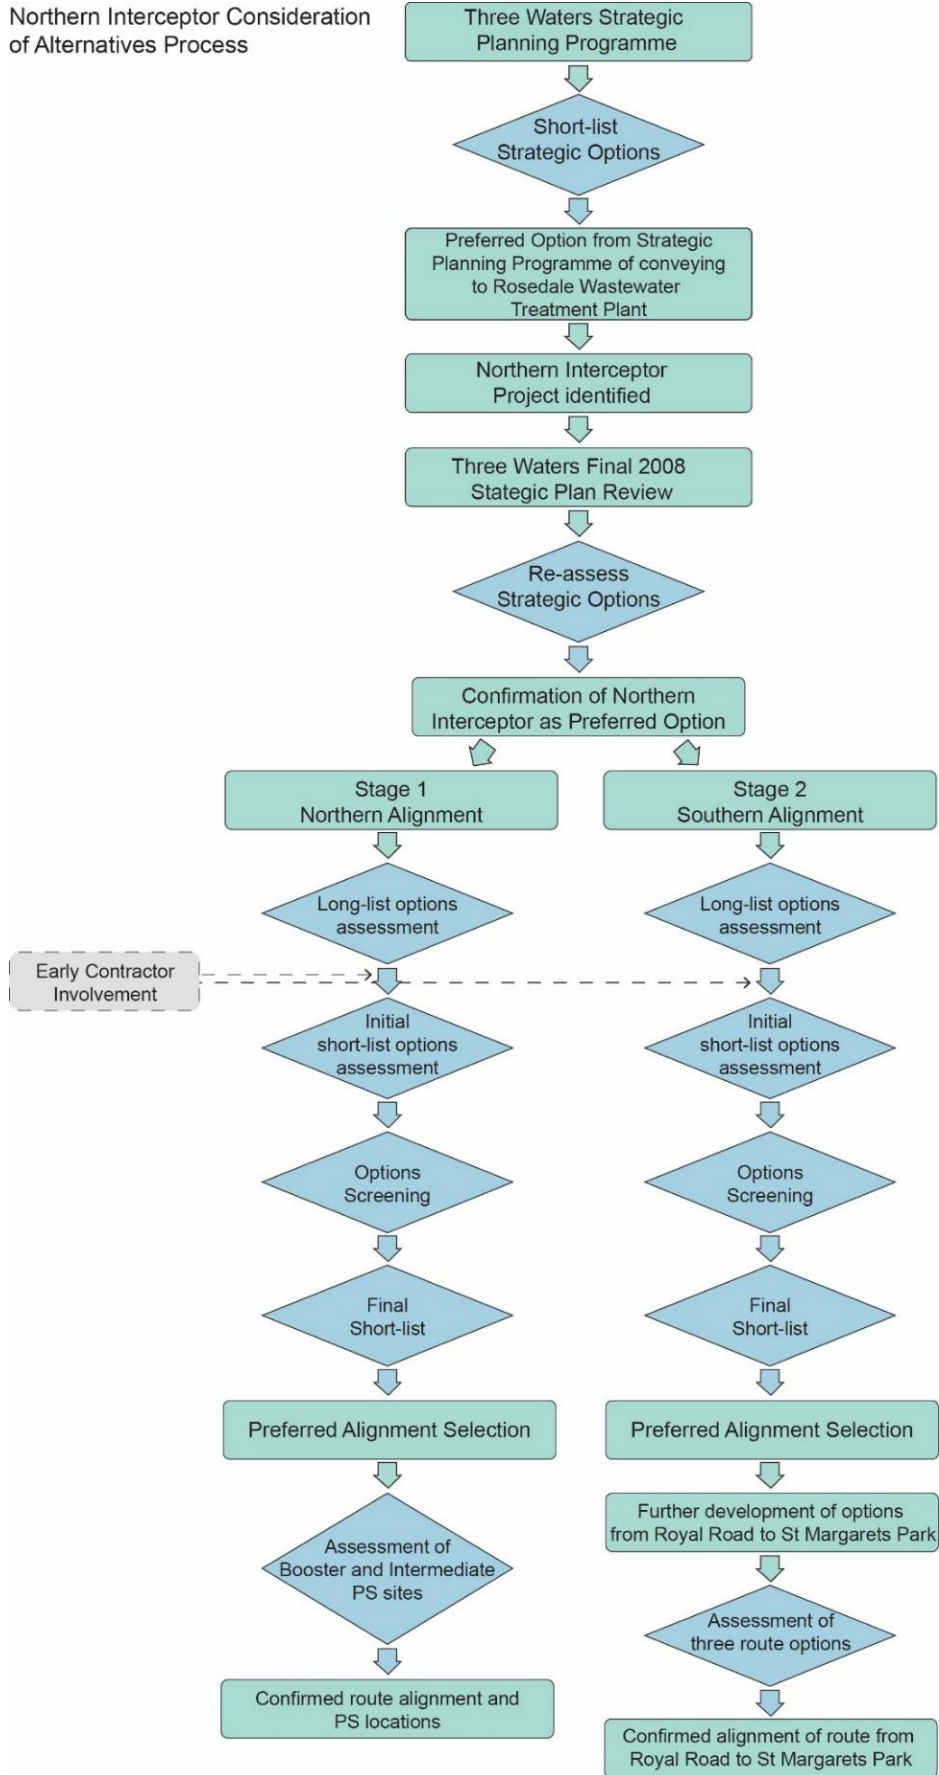 Northern Interceptor Consideration
of Alternatives Process
Three Waters Strategic
Planning Programme
Short-list
Strategic Options
Preferred Option from Strategic
Planning Programme of conveying
to Rosedale Wastewater
Treatment Plant
Northern Interceptor
Project identified
Three Waters Final 2008
Stategic Plan Review
Re-assess
Strategic Options
Confirmation of Northern
Interceptor as Preferred Option
Stage 1
Northern Alignment
Long-list options
assessment
Early Contractor
Involvement
Initial
short-list options
assessment
Options
Screening
Final
Short-list
Preferred Alignment Selection
Assessment of
Booster and Intermediate
PS sites
Confirmed route alignment and
PS locations
Stage 2
Southern Alignment
Long-list options
assessment
Initial
short-list options
assessment
Options
Screening
Final
Short-list
Preferred Alignment Selection
Further development of options
from Royal Road to St Margarets Park
Assessment of
three route options
Confirmed alignment of route from
Royal Road to St Margarets Park